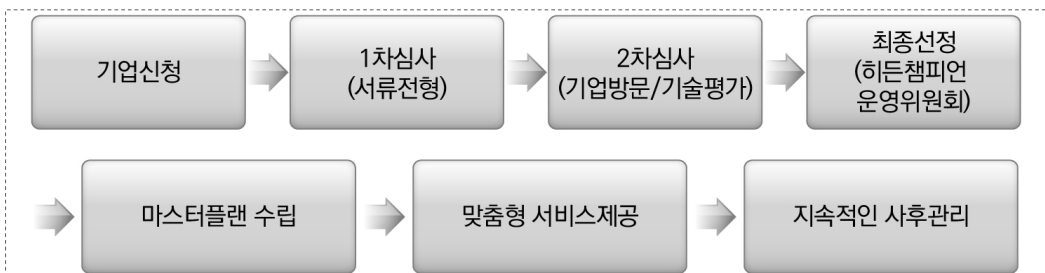 기업신청
1차심사
(서류전형)
2차심사
(기업방문/기술평가)
최종선정
(히든챔피언
운영위원회)
마스터플랜 수립
맞춤형 서비스제공
지속적인 사후관리